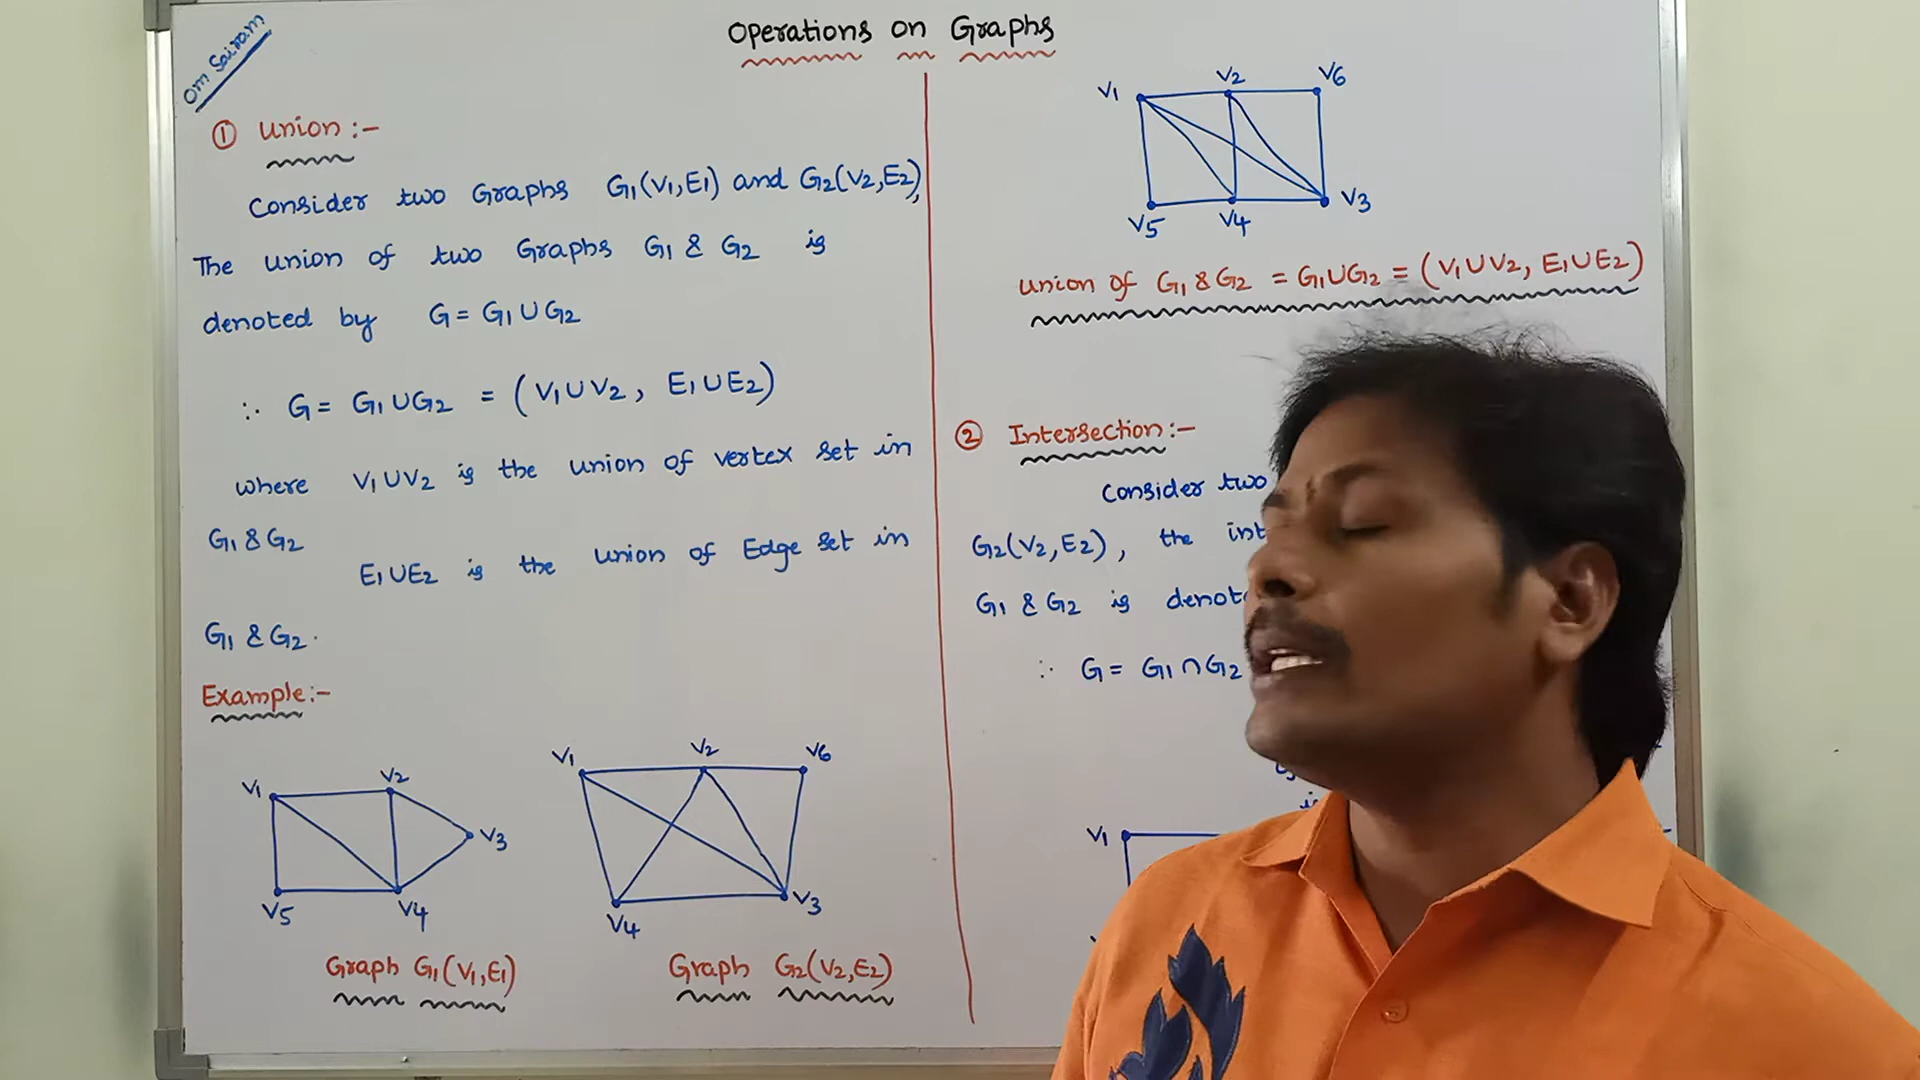 Om Sairam
Operations on Graphs
① Union :-
Consider two Graphs G1(V1,E1) and G2(V2,E2),
The union of two Graphs G1 & G2 is
denoted by G = G1 ∪ G2
∴ G = G1 ∪ G2 = (V1 ∪ V2, E1 ∪ E2)
where V1 ∪ V2 is the union of vertex set in
G1 & G2
E1 ∪ E2 is the union of Edge set in
G1 & G2.
Example :-
V1 V2
V3
V5 V4
Graph G1(V1,E1)
V1 V2 V6
V4 V3
Graph G2(V2,E2)
V1 V2 V6
V5 V4 V3
union of G1 & G2 = G1 ∪ G2 = (V1 ∪ V2, E1 ∪ E2)
② Intersection :-
Consider two
G2(V2,E2), the int
G1 & G2 is denot
∴ G = G1 ∩ G2
V1